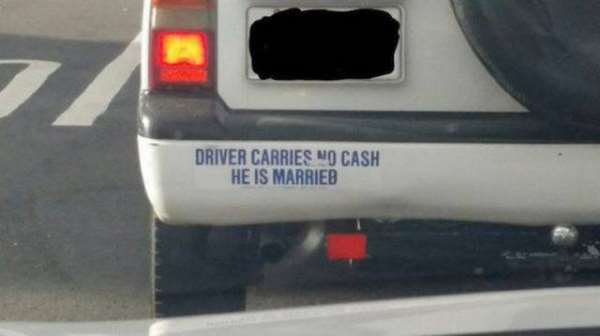 DRIVER CARRIES NO CASH
HE IS MARRIED